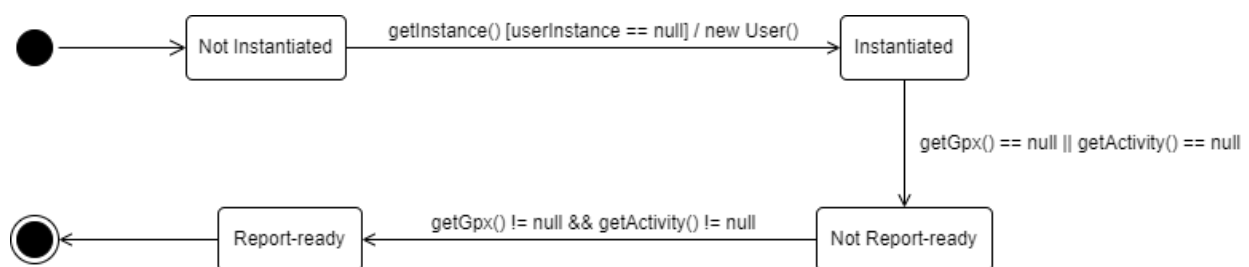 Not Instantiated
getInstance() [userInstance == null] / new User()
Instantiated
getGpx() == null || getActivity() == null
Report-ready
getGpx() != null && getActivity() != null
Not Report-ready